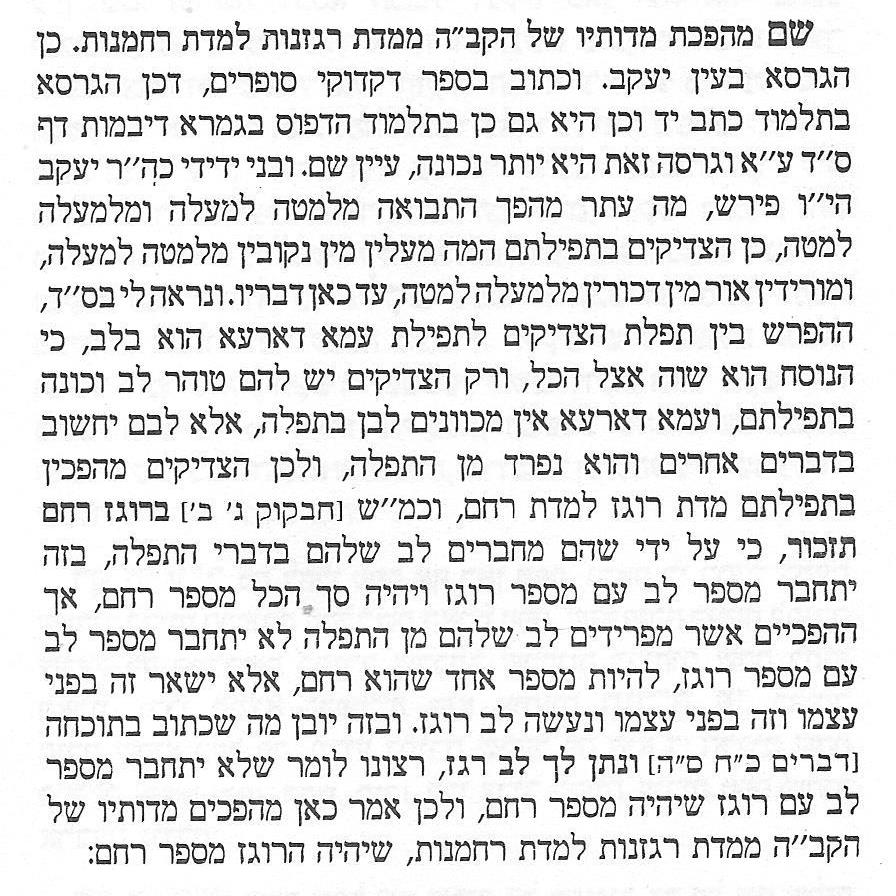 שם מהפכת מדותיו של הקב״ה ממדת רגזנות למדת רחמנות. כן
הגרסא בעין יעקב. וכתוב בספר דקדוקי סופרים, דכן הגרסא
בתלמוד כתב יד וכן היא גם כן בתלמוד הדפוס בגמרא דיבמות דף
ס״ד ע״א וגרסה זאת היא יותר נכונה, עיין שם. ובני ידידי כה״ר יעקב
הי״ו פירש, מה עתר מהפך התבואה מלמטה למעלה ומלמעלה
למטה, כן הצדיקים בתפילתם המה מעלין מין נקובין מלמטה למעלה,
ומורידין אור מין דכורין מלמעלה למטה, עד כאן דבריו. ונראה לי בס״ד,
ההפרש בין תפלת הצדיקים לתפילת עמא דארעא הוא בלב, כי
הנוסח הוא שוה אצל הכל, ורק הצדיקים יש להם טוהר לב וכונה
בתפילתם, ועמא דארעא אין מכוונים לבן בתפלה, אלא לבם יחשוב
בדברים אחרים והוא נפרד מן התפלה, ולכן הצדיקים מהפכין
בתפילתם מדת רוגז למדת רחם, וכמ״ש [חבקוק ג׳ ב׳] ברוגז רחם
תזכור, כי על ידי שהם מחברים לב שלהם בדברי התפלה, בזה
יתחבר מספר לב עם מספר רוגז ויהיה סך הכל מספר רחם, אך
ההפכיים אשר מפרידים לב שלהם מן התפלה לא יתחבר מספר לב
עם מספר רוגז, להיות מספר אחד שהוא רחם, אלא ישאר זה בפני
עצמו וזה בפני עצמו ונעשה לב רוגז. ובזה יובן מה שכתוב בתוכחה
[דברים כ״ח ס״ה] ונתן לך לב רגז, רצונו לומר שלא יתחבר מספר
לב עם רוגז שיהיה מספר רחם, ולכן אמר כאן מהפכים מדותיו של
הקב״ה ממדת רגזנות למדת רחמנות, שיהיה הרוגז מספר רחם: